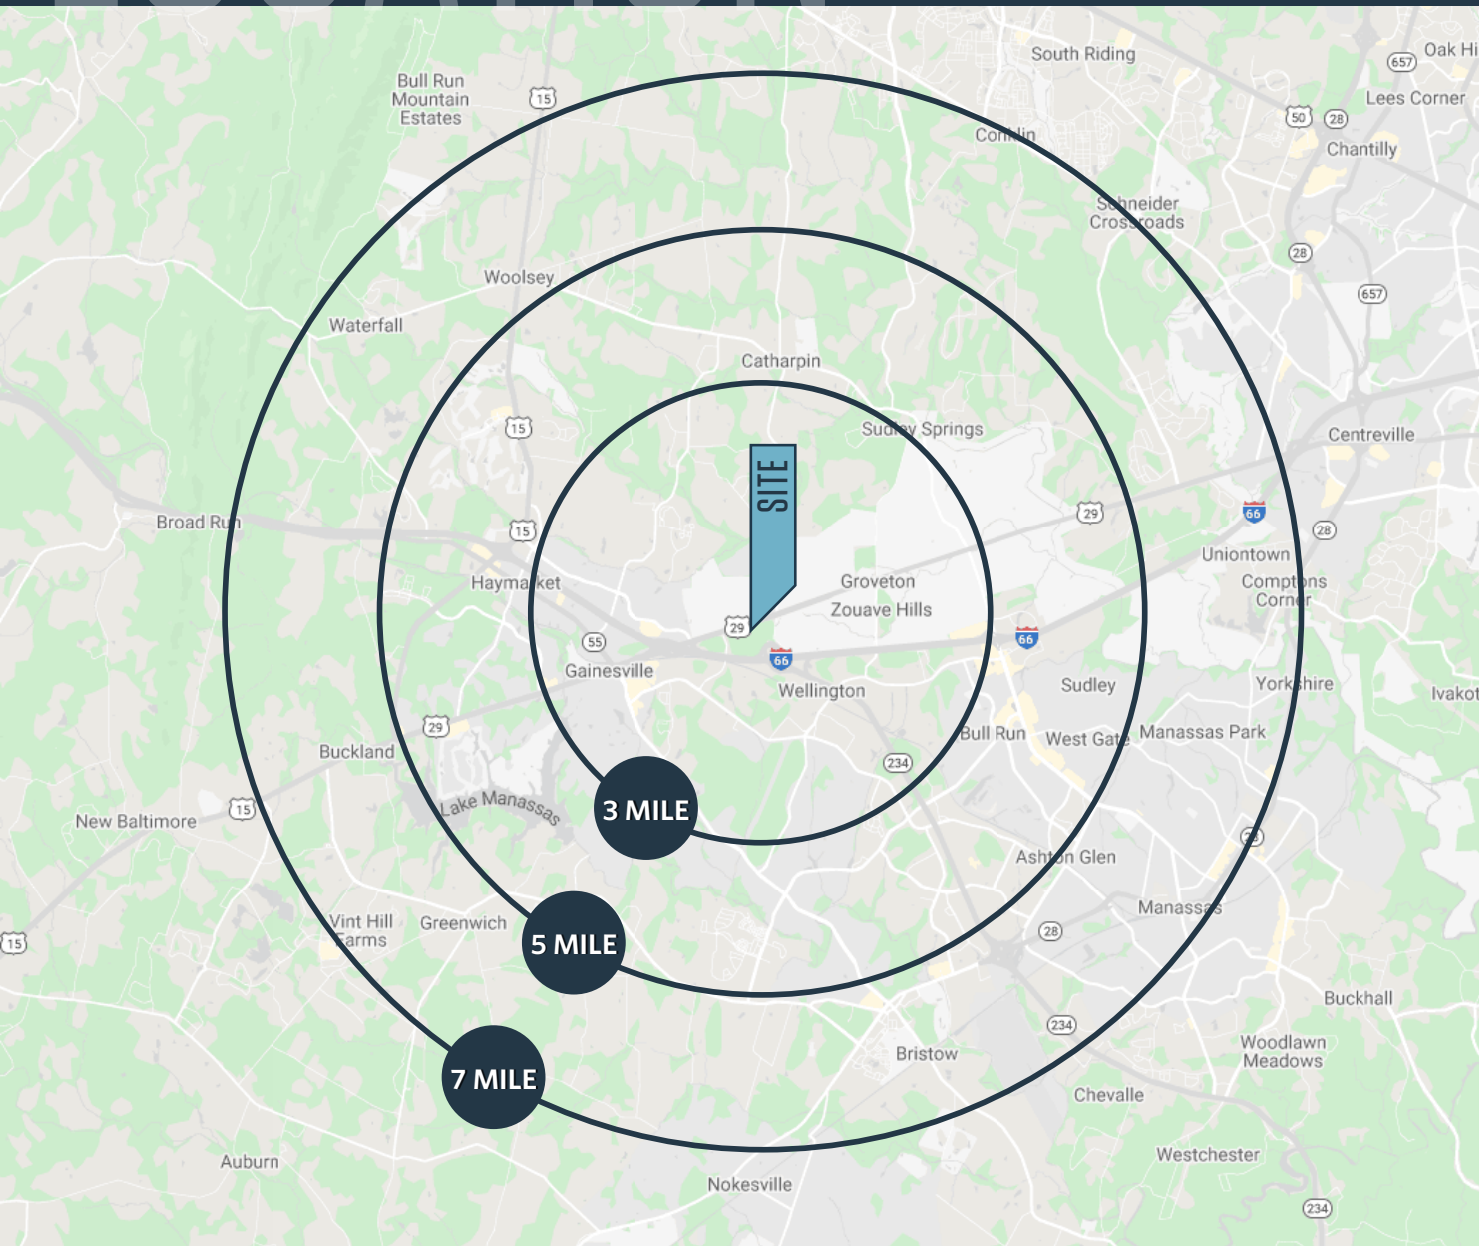 South Riding
Oak Hi
657
Bull Run
Mountain
Estates
15
Lees Corner
50
28
Conklin
Chantilly
Schneider
Crossroads
28
Woolsey
657
Waterfall
Catharpin
15
Sudley Springs
Centreville
SITE
29
66
Broad Run
15
28
Uniontown
Haymarket
Groveton
Comptons
Corner
Zouave Hills
29
55
66
66
Gainesville
Wellington
Sudley
Yorkshire
Ivakot
29
Bull Run
West Gate
Manassas Park
Buckland
234
15
Lake Manassas
3 MILE
New Baltimore
28
Ashton Glen
Manassas
Vint Hill
Farms
Greenwich
28
15
5 MILE
Buckhall
234
Bristow
Woodlawn
Meadows
7 MILE
Chevalle
Auburn
Westchester
Nokesville
234